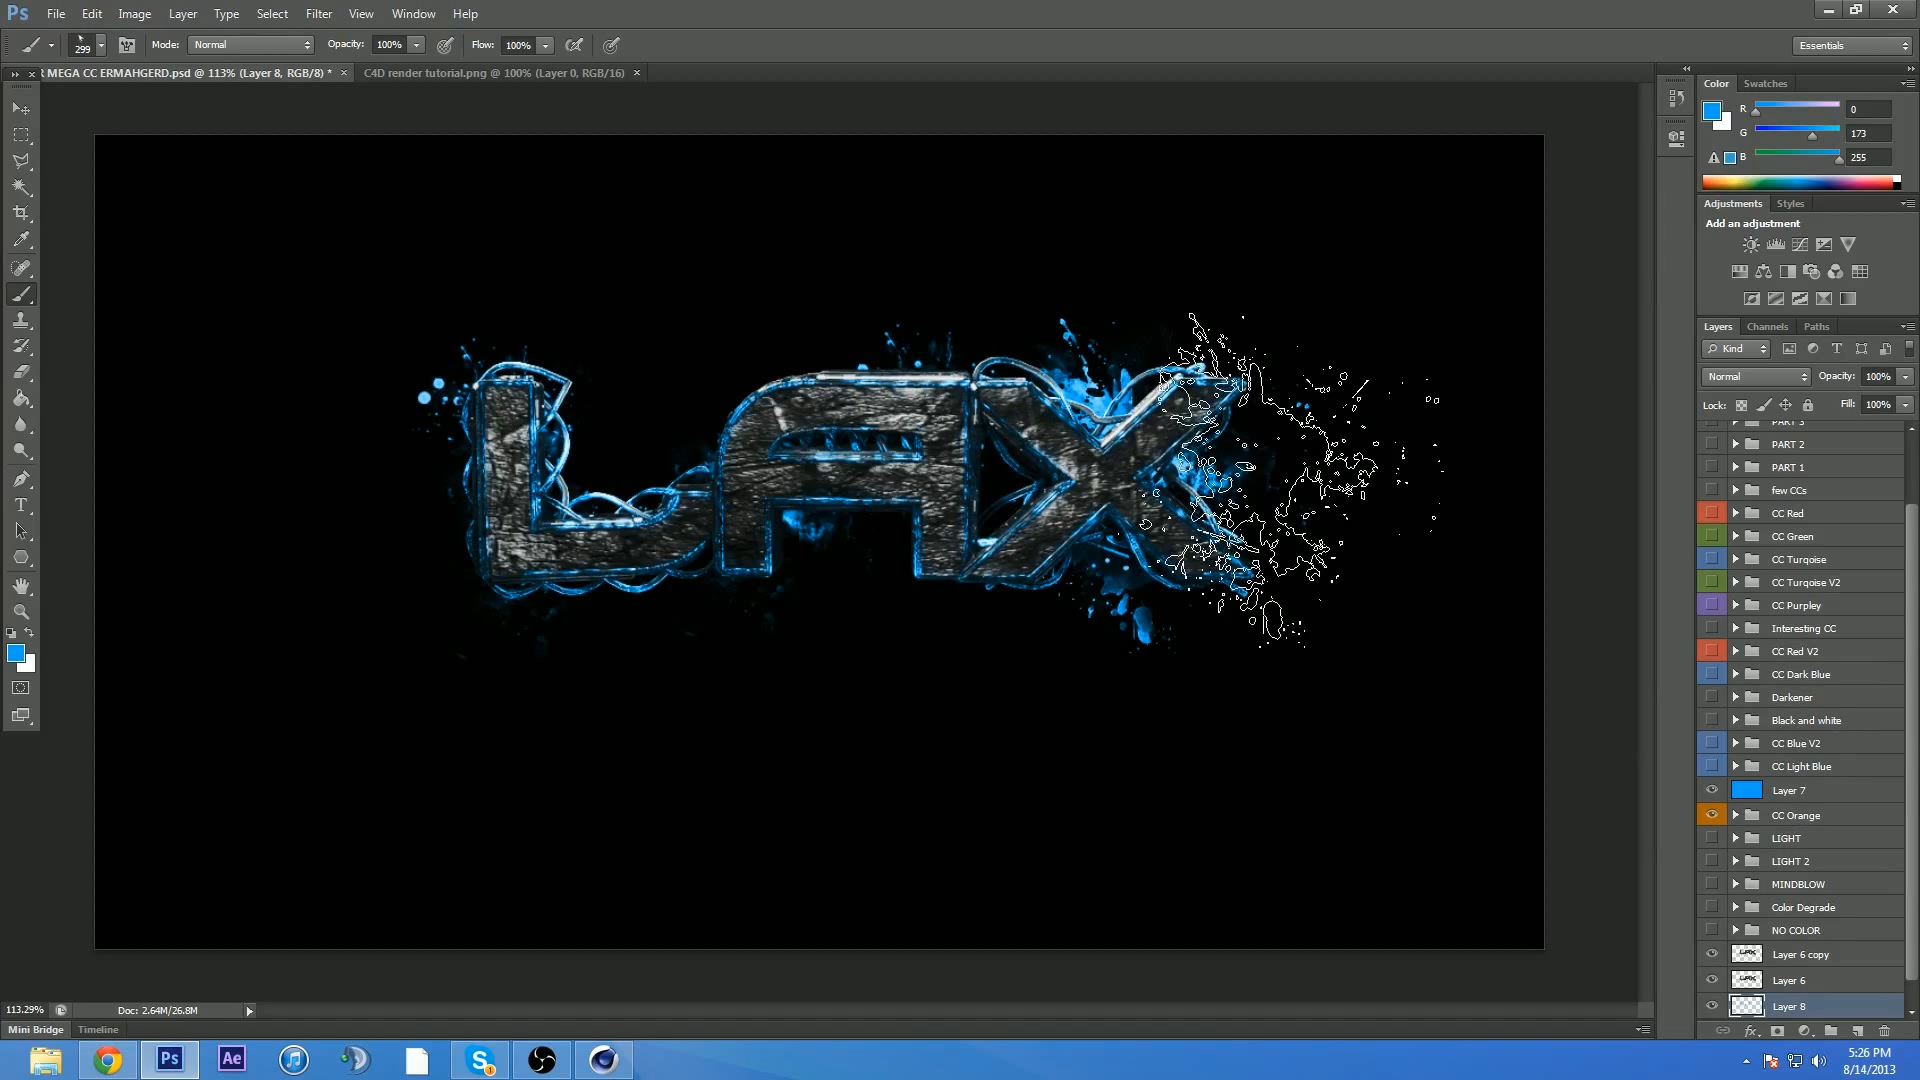 Ps File Edit Image Layer Type Select Filter View Window Help
299 Mode: Normal Opacity: 100% Flow: 100% Essentials
R MEGA CC ERMAHGERD.psd @ 113% (Layer 8, RGB/8) * × C4D render tutorial.png @ 100% (Layer 0, RGB/16) ×
Color Swatches
R 0
G 173
B 255
Adjustments Styles
Add an adjustment
Layers Channels Paths
Kind
Normal Opacity: 100%
Lock: Fill: 100%
PART 3
PART 2
PART 1
few CCs
CC Red
CC Green
CC Turqoise
CC Turqoise V2
CC Purpley
Interesting CC
CC Red V2
CC Dark Blue
Darkener
Black and white
CC Blue V2
CC Light Blue
Layer 7
CC Orange
LIGHT
LIGHT 2
MINDBLOW
Color Degrade
NO COLOR
Layer 6 copy
Layer 6
Layer 8
LAX
113.29% Doc: 2.64M/26.8M
Mini Bridge Timeline
Ps Ae S 1
5:26 PM
8/14/2013